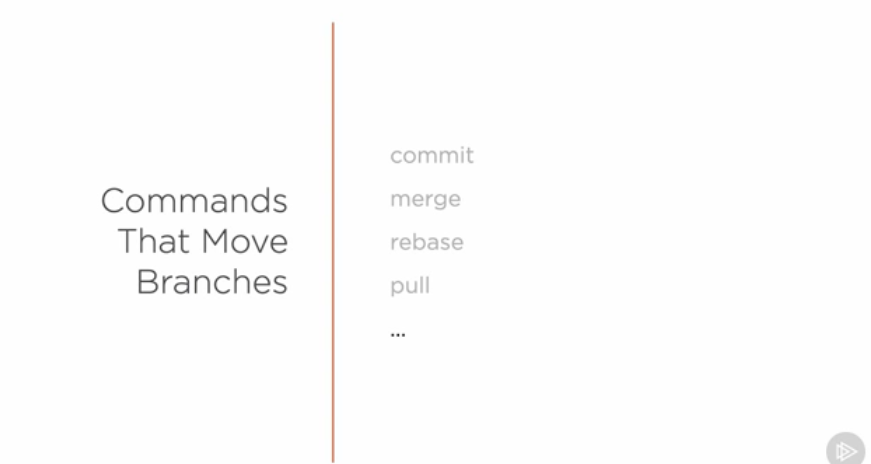 Commands
That Move
Branches
commit
merge
rebase
pull
...